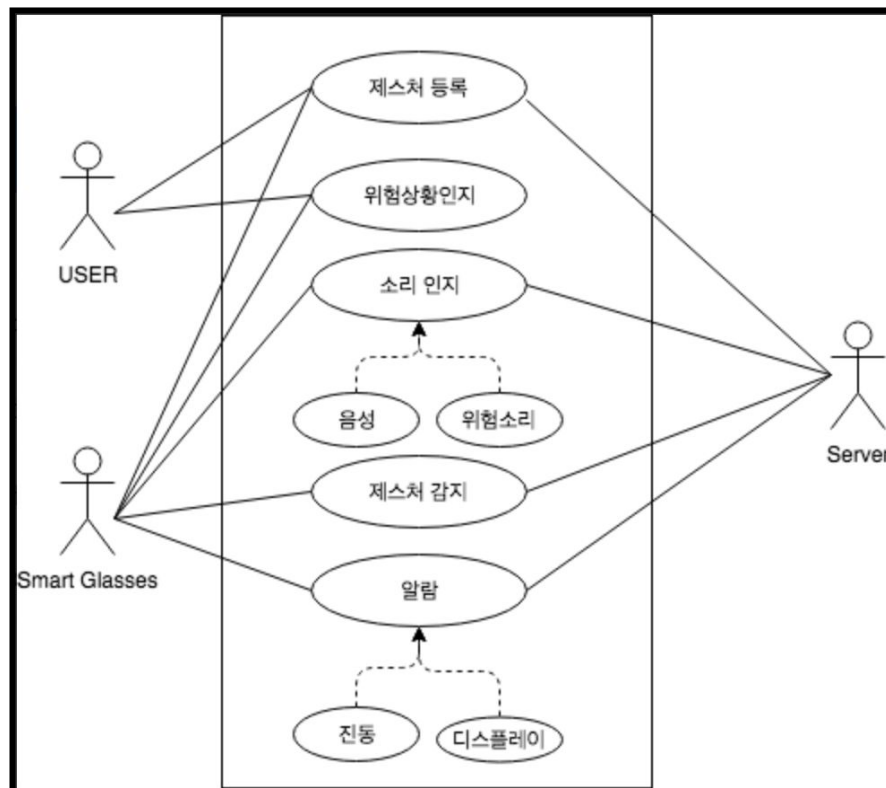 제스처 등록
위험상황인지
USER
소리 인지
음성
위험소리
Server
제스처 감지
Smart Glasses
알람
진동
디스플레이